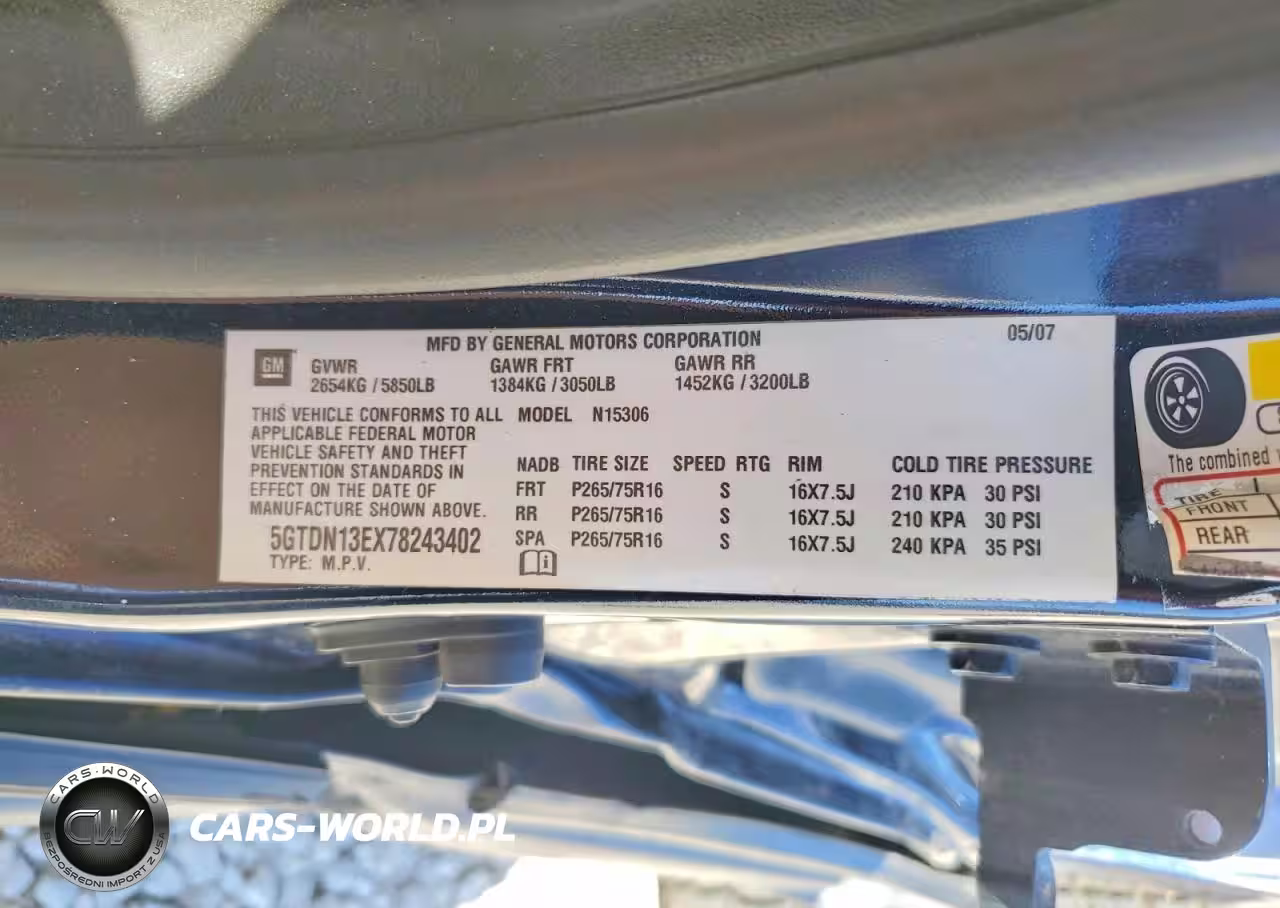 MFD BY GENERAL MOTORS CORPORATION 05/07
GM GVWR GAWR FRT GAWR RR
2654KG / 5850LB 1384KG / 3050LB 1452KG / 3200LB
THIS VEHICLE CONFORMS TO ALL MODEL N15306
APPLICABLE FEDERAL MOTOR
VEHICLE SAFETY AND THEFT
PREVENTION STANDARDS IN
EFFECT ON THE DATE OF
MANUFACTURE SHOWN ABOVE.
5GTDN13EX78243402
TYPE: M.P.V.
NADB TIRE SIZE SPEED RTG RIM COLD TIRE PRESSURE
FRT P265/75R16 S 16X7.5J 210 KPA 30 PSI
RR P265/75R16 S 16X7.5J 210 KPA 30 PSI
SPA P265/75R16 S 16X7.5J 240 KPA 35 PSI
The combined
TIRE
FRONT
REAR
CARS-WORLD
CW
BEZPOŚREDNI IMPORT Z USA
CARS-WORLD.PL